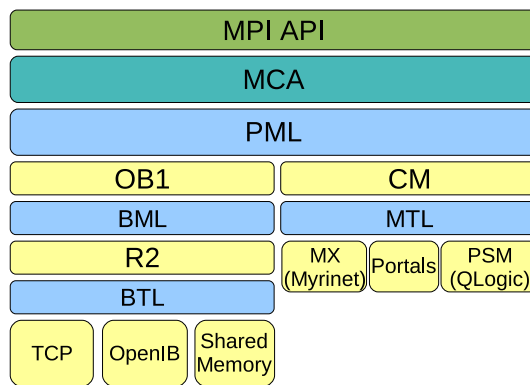 MPI API
MCA
PML
OB1
CM
BML
MTL
R2
MX
(Myrinet)
Portals
PSM
(QLogic)
BTL
TCP
OpenIB
Shared
Memory